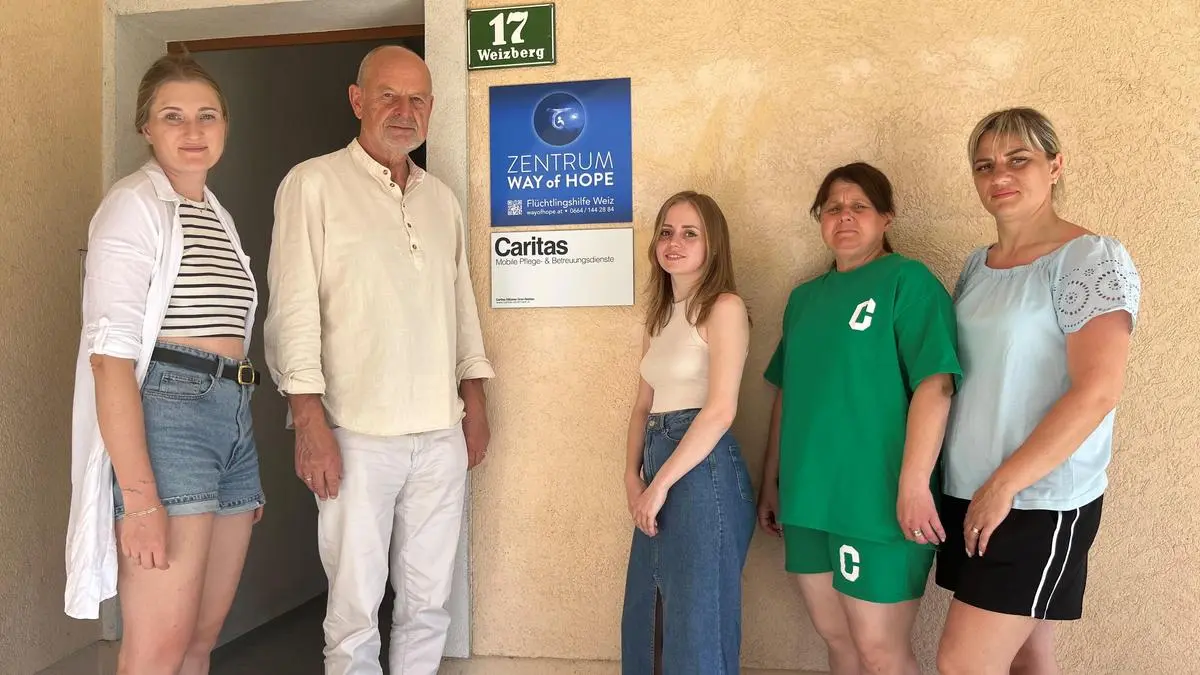 17
Weizberg
ZENTRUM
WAY of HOPE
Flüchtlingshilfe Weiz
wayofhope.at • 0664 / 144 28 84
Caritas
Mobile Pflege- & Betreuungsdienste
C
C